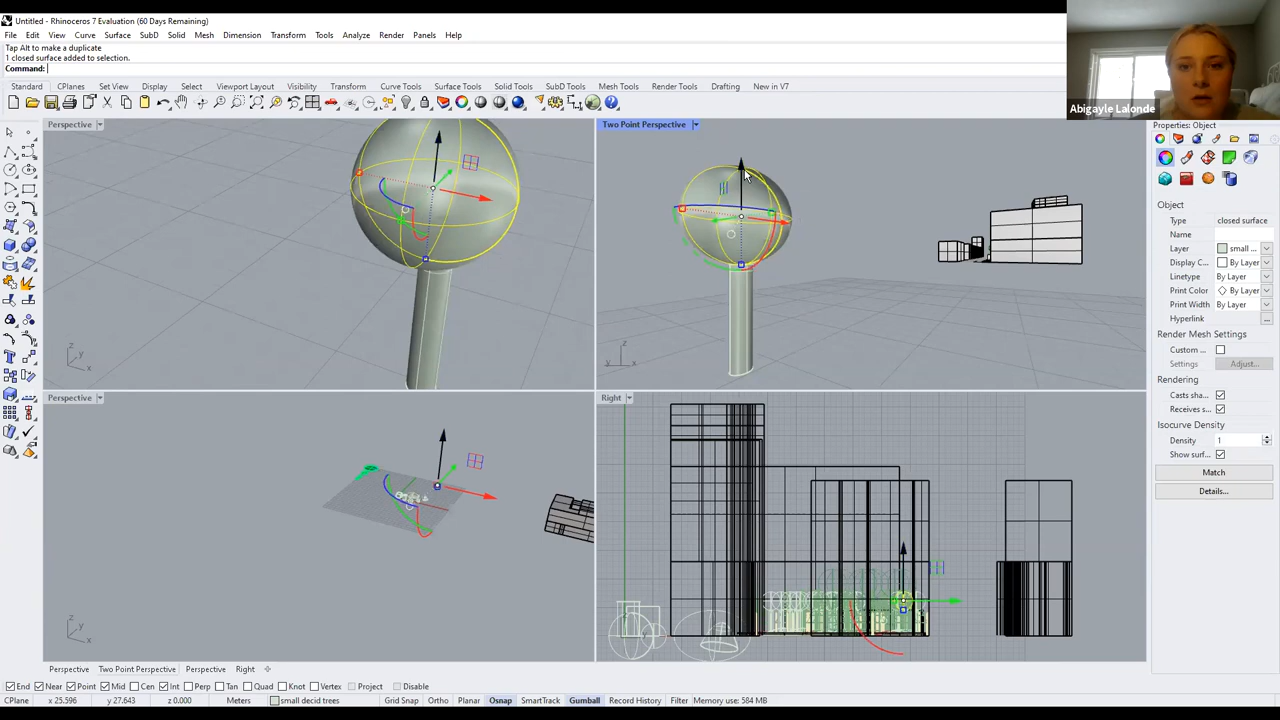 Untitled - Rhinoceros 7 Evaluation (60 Days Remaining)
File Edit View Curve Surface SubD Solid Mesh Dimension Transform Tools Analyze Render Panels Help
Tap Alt to make a duplicate
1 closed surface added to selection.
Command:
Standard CPlanes Set View Display Select Viewport Layout Visibility Transform Curve Tools Surface Tools Solid Tools SubD Tools Mesh Tools Render Tools Drafting New in V7
Abigayle Lalonde
Perspective
Two Point Perspective
Properties: Object
Object
Type closed surface
Name
Layer small ...
Display C... By Layer
Linetype By Layer
Print Color By Layer
Print Width By Layer
Hyperlink ...
Render Mesh Settings
Custom ...
Settings Adjust...
Rendering
Casts sha...
Receives s...
Isocurve Density
Density 1
Show surf...
Match
Details...
z
y
x
z
y
x
Perspective
Right
z
y
x
Perspective Two Point Perspective Perspective Right
End Near Point Mid Cen Int Perp Tan Quad Knot Vertex Project Disable
CPlane x 25.596 y 27.643 z 0.000 Meters small decid trees Grid Snap Ortho Planar Osnap SmartTrack Gumball Record History Filter Memory use: 584 MB